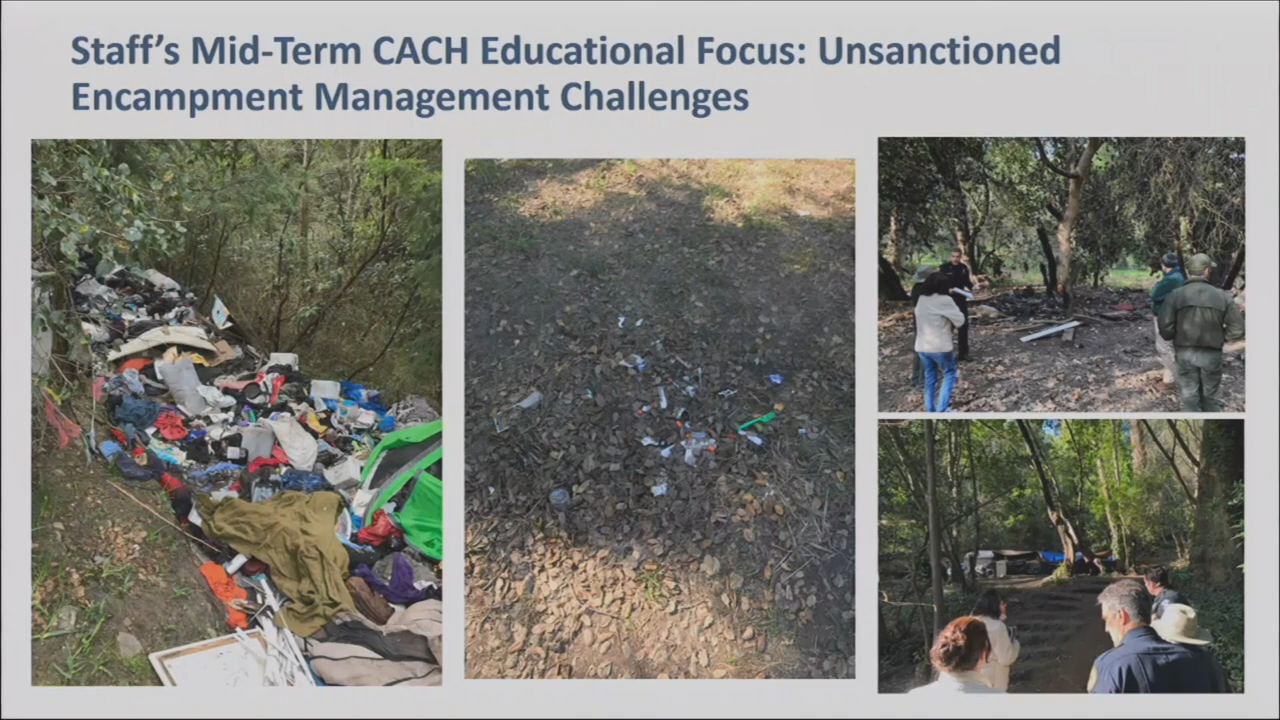 Staff's Mid-Term CACH Educational Focus: Unsanctioned
Encampment Management Challenges